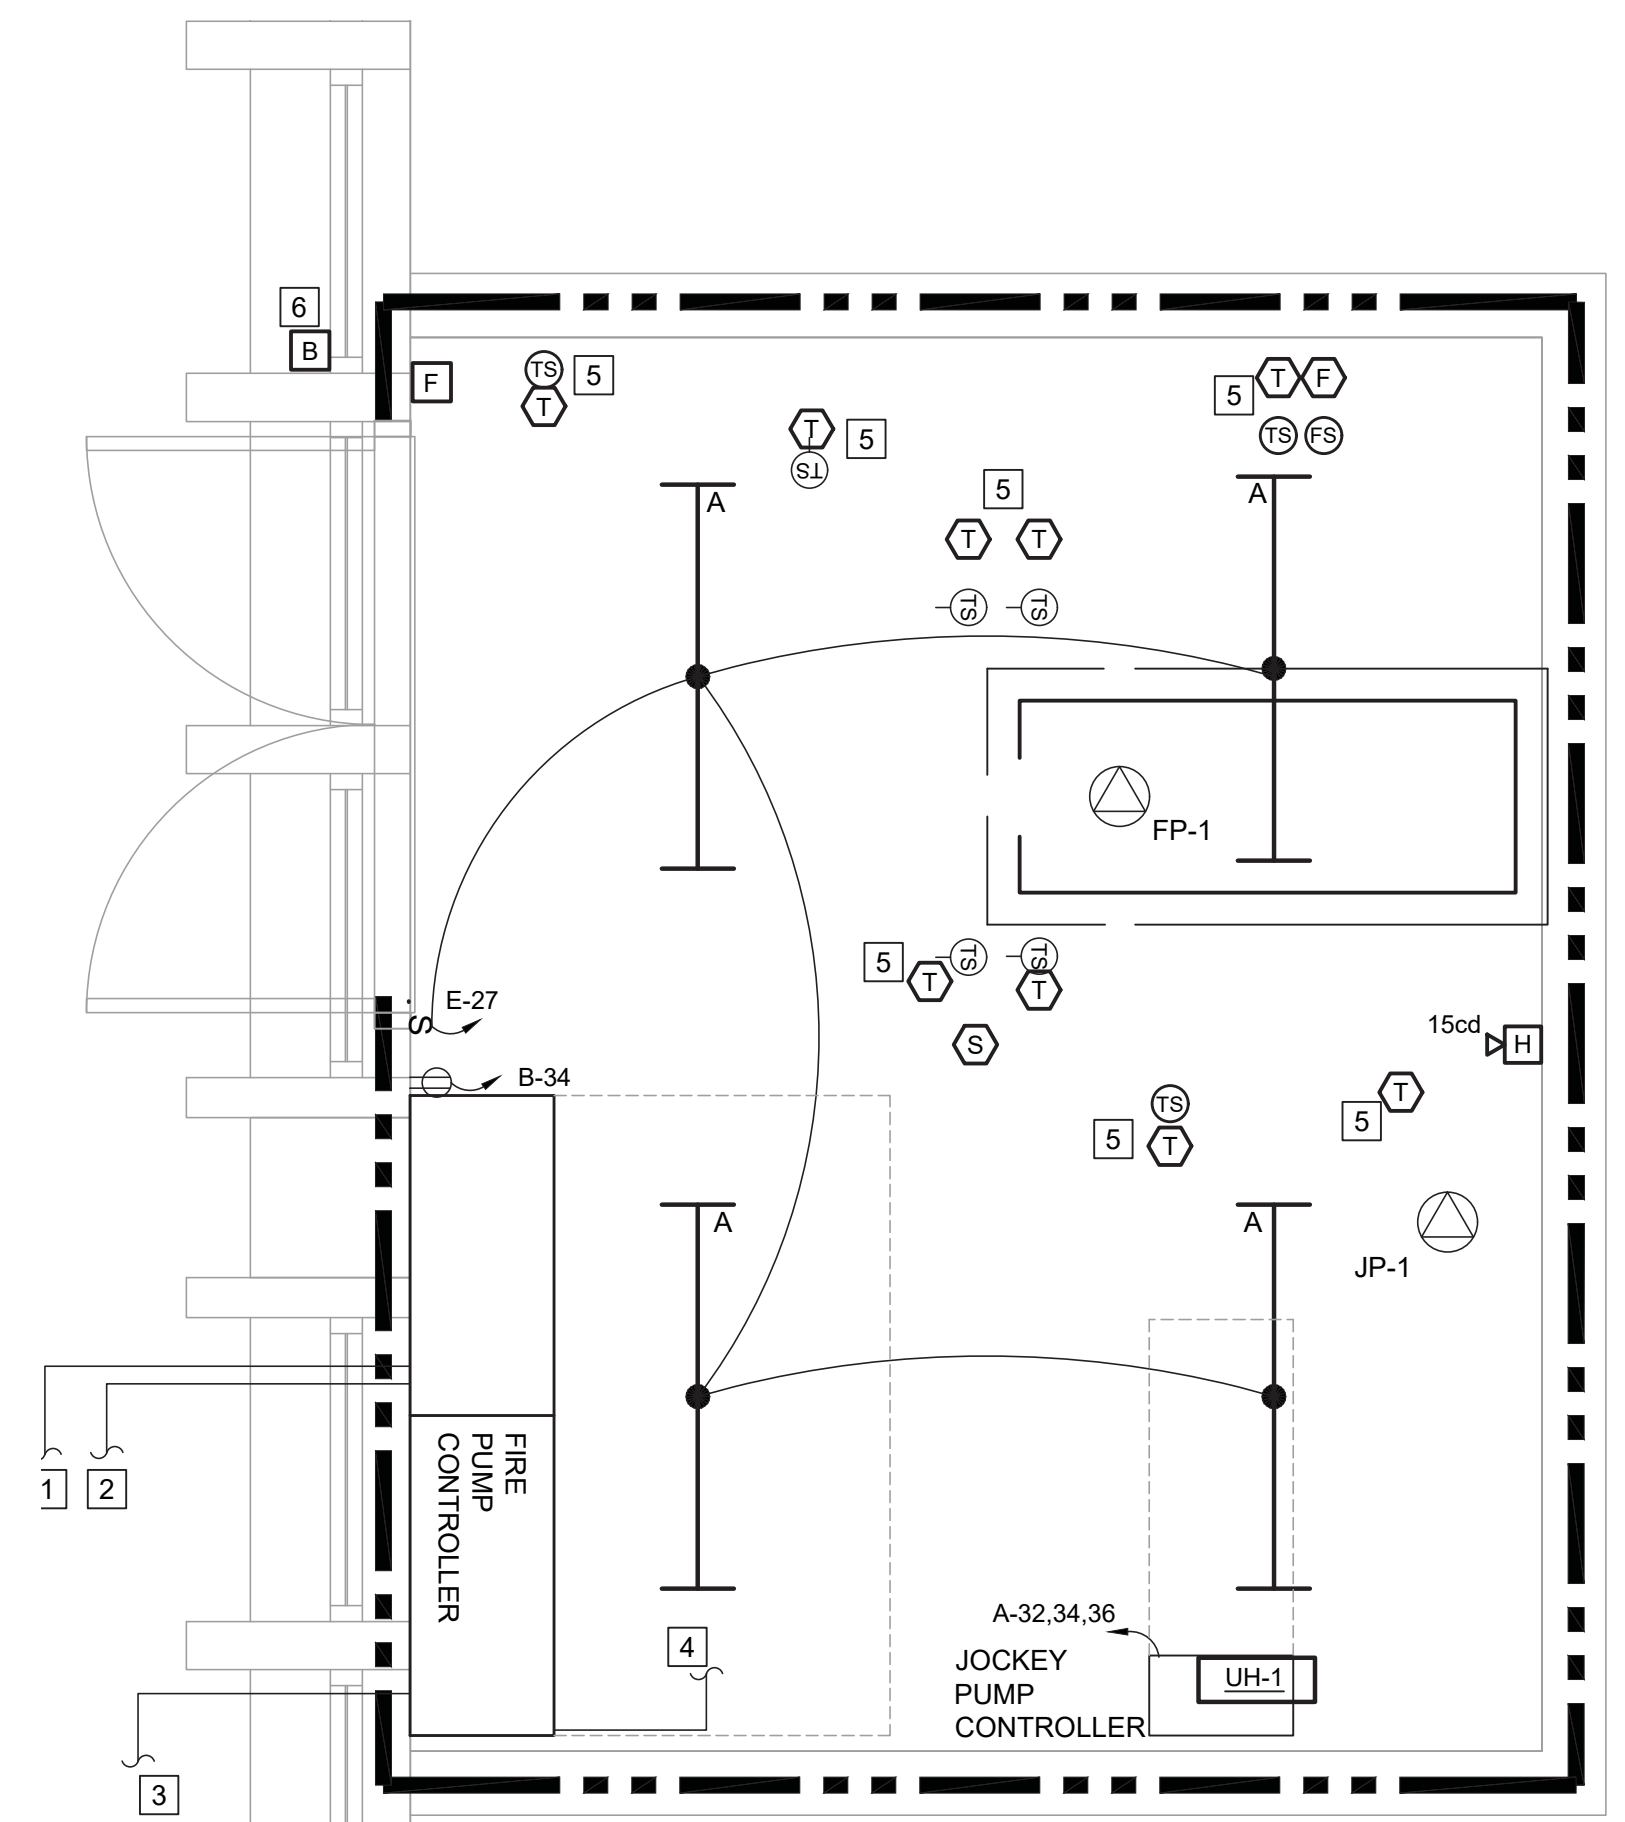 6
B
F
TS
5
T
T
5
TS
5
T
F
TS
FS
A
A
5
T
T
TS
TS
FP-1
5
T
TS
TS
T
S
E-27
S
B-34
15cd
H
TS
5
T
T
5
A
A
JP-1
1
2
FIRE
PUMP
CONTROLLER
4
A-32,34,36
JOCKEY
PUMP
CONTROLLER
UH-1
3